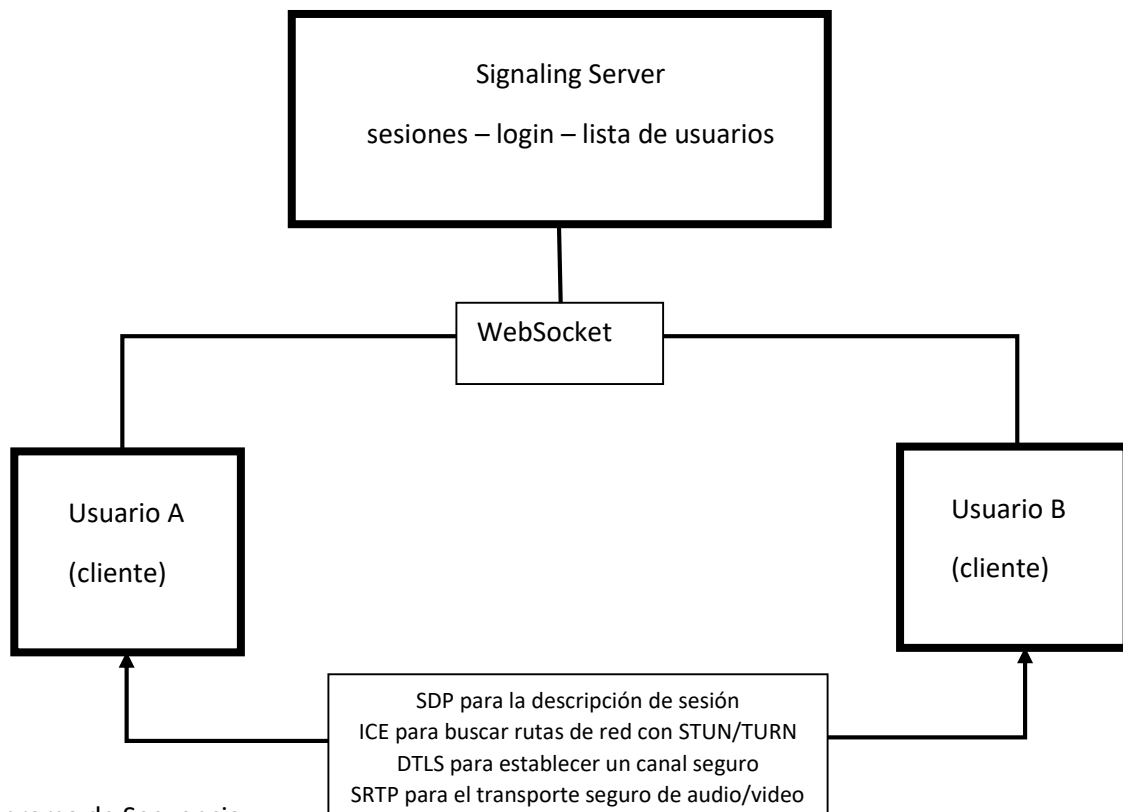 Signaling Server
sesiones – login – lista de usuarios
WebSocket
Usuario A
(cliente)
Usuario B
(cliente)
SDP para la descripción de sesión
ICE para buscar rutas de red con STUN/TURN
DTLS para establecer un canal seguro
SRTP para el transporte seguro de audio/video